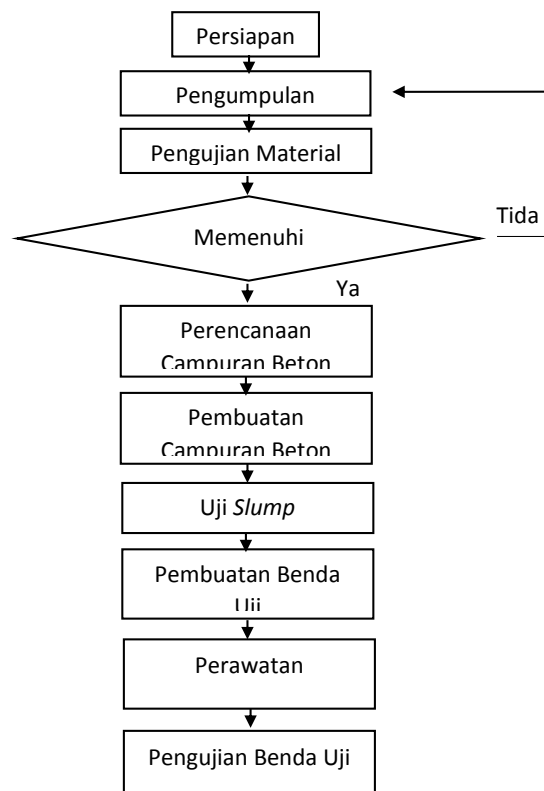 Persiapan
Pengumpulan
Pengujian Material
Memenuhi
Tida
Ya
Perencanaan
Campuran Beton
Pembuatan
Campuran Beton
Uji Slump
Pembuatan Benda
Uji
Perawatan
Pengujian Benda Uji